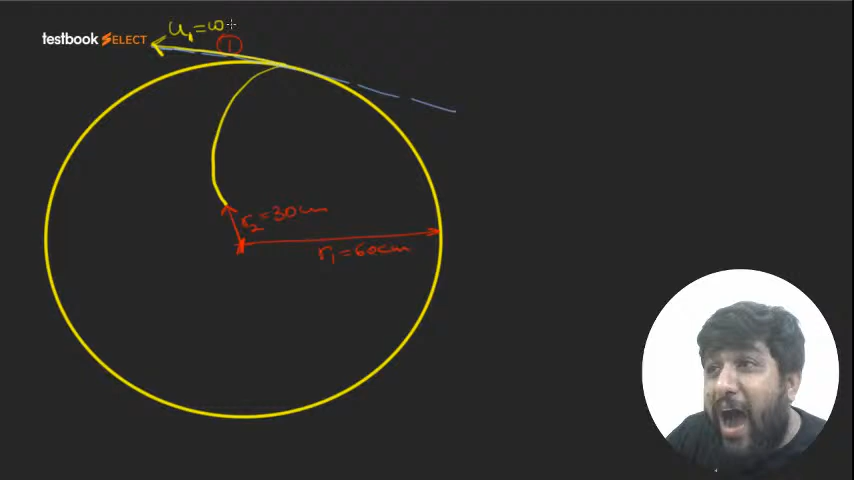 u₁=ω
testbook SELECT
①
r₂=30cm
r₁=60cm